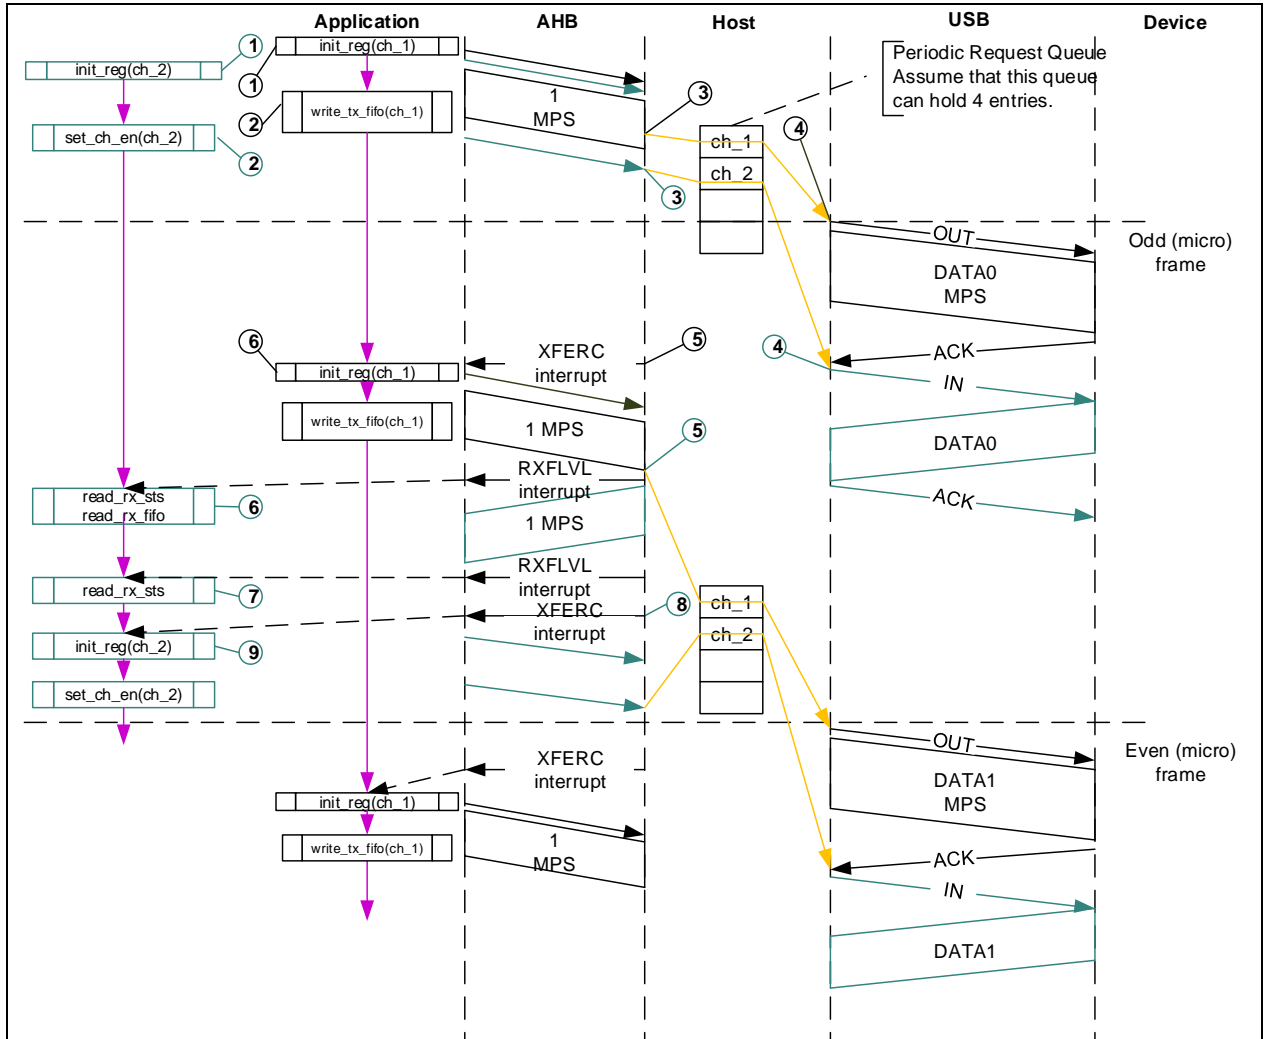 Application
AHB
Host
USB
Device
1
init_reg(ch_1)
Periodic Request Queue
Assume that this queue
can hold 4 entries.
init_reg(ch_2)
1
1
MPS
3
2
write_tx_fifo(ch_1)
4
set_ch_en(ch_2)
2
ch_1
ch_2
3
OUT
Odd (micro)
frame
DATA0
MPS
6
XFERC
interrupt
5
4
ACK
init_reg(ch_1)
IN
write_tx_fifo(ch_1)
1 MPS
5
DATA0
RXFLVL
interrupt
read_rx_sts
read_rx_fifo
6
ACK
1 MPS
RXFLVL
interrupt
read_rx_sts
7
XFERC
interrupt
8
ch_1
ch_2
init_reg(ch_2)
9
set_ch_en(ch_2)
OUT
Even (micro)
frame
XFERC
interrupt
DATA1
MPS
init_reg(ch_1)
write_tx_fifo(ch_1)
1
MPS
ACK
IN
DATA1